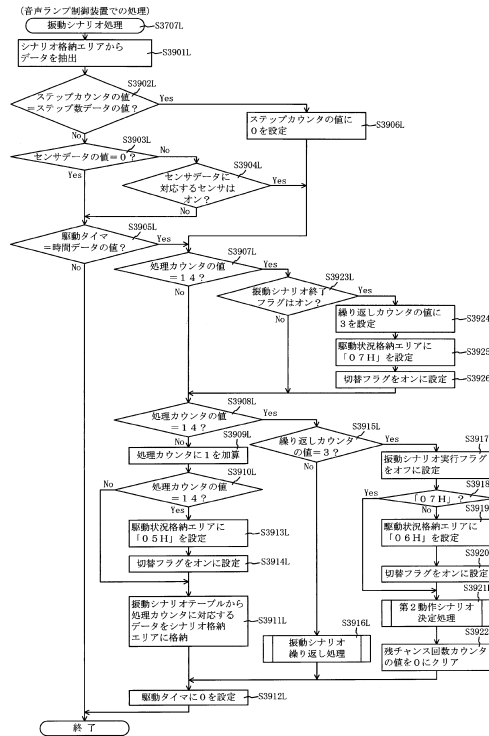 (音声ランプ制御装置での処理)
振動シナリオ処理
S3707L
シナリオ格納エリアから
データを抽出
S3901L
S3902L
ステップカウンタの値
=ステップ数データの値?
Yes
No
ステップカウンタの値に
0を設定
S3906L
S3903L
センサデータの値=0?
No
Yes
S3904L
センサデータに
対応するセンサは
オン?
Yes
No
S3905L
駆動タイマ
=時間データの値?
Yes
No
S3907L
処理カウンタの値
=14?
Yes
No
S3923L
振動シナリオ終了
フラグはオン?
Yes
No
繰り返しカウンタの値に
3を設定
S3924
駆動状況格納エリアに
「07H」を設定
S3925
切替フラグをオンに設定
S3926
S3908L
処理カウンタの値
=14?
Yes
No
S3909L
処理カウンタに1を加算
S3910L
処理カウンタの値
=14?
No
Yes
駆動状況格納エリアに
「05H」を設定
S3913L
切替フラグをオンに設定
S3914L
振動シナリオテーブルから
処理カウンタに対応する
データをシナリオ格納
エリアに格納
S3911L
S3915L
繰り返しカウンタ
の値=3?
Yes
No
S3916L
振動シナリオ
繰り返し処理
S3917
振動シナリオ実行フラグ
をオフに設定
S3918
「07H」?
Yes
No
S3919
駆動状況格納エリアに
「06H」を設定
S3920
切替フラグをオンに設定
S3921L
第2動作シナリオ
決定処理
S3922
残チャンス回数カウンタ
の値を0にクリア
駆動タイマに0を設定
S3912L
終了